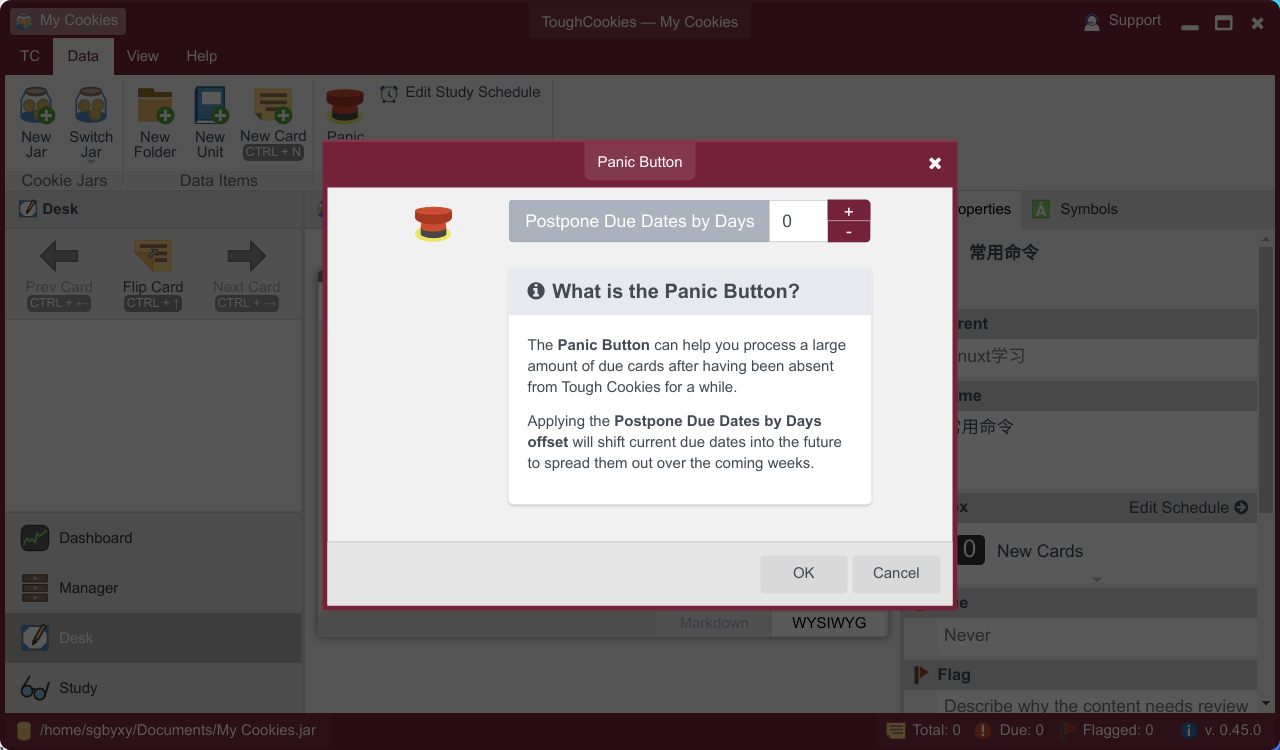 My Cookies
ToughCookies — My Cookies
Support
TC
Data
View
Help
New Jar
Switch Jar
New Folder
New Unit
New Card
CTRL + N
Panic
Edit Study Schedule
Cookie Jars
Data Items
Desk
Prev Card
CTRL + ←
Flip Card
CTRL + ↑
Next Card
CTRL + →
Dashboard
Manager
Desk
Study
Panic Button
Postpone Due Dates by Days
0
+
-
What is the Panic Button?
The Panic Button can help you process a large
amount of due cards after having been absent
from Tough Cookies for a while.
Applying the Postpone Due Dates by Days
offset will shift current due dates into the future
to spread them out over the coming weeks.
OK
Cancel
Markdown
WYSIWYG
operties
Symbols
常用命令
rent
nuxt学习
me
常用命令
ox
Edit Schedule
0
New Cards
e
Never
Flag
Describe why the content needs review
/home/sgbyxy/Documents/My Cookies.jar
Total: 0
Due: 0
Flagged: 0
v. 0.45.0